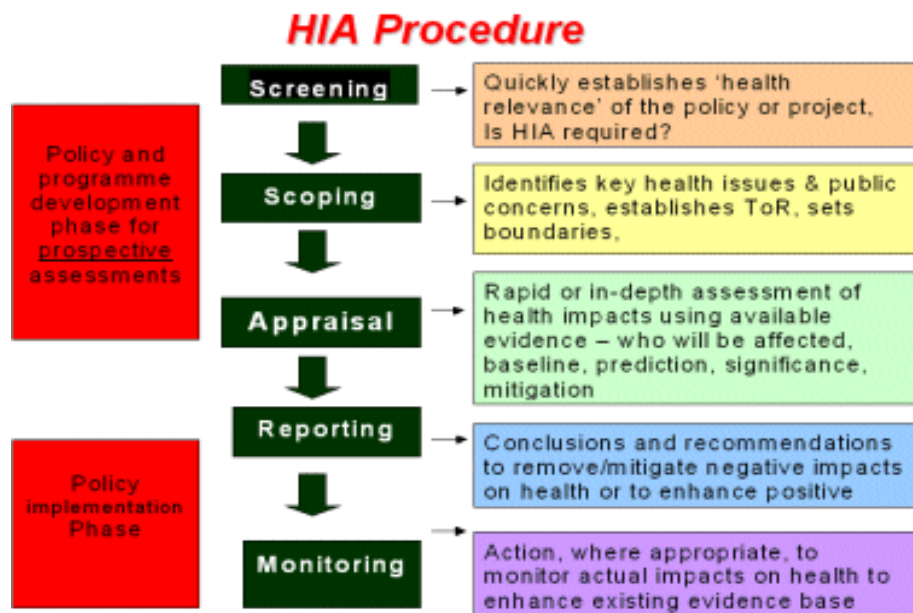 HIA Procedure
Screening
Quickly establishes ‘health
relevance’ of the policy or project,
Is HIA required?
Policy and
programme
development
phase for
prospective
assessments
Scoping
Identifies key health issues & public
concerns, establishes ToR, sets
boundaries,
Appraisal
Rapid or in-depth assessment of
health impacts using available
evidence – who will be affected,
baseline, prediction, significance,
mitigation
Reporting
Conclusions and recommendations
to remove/mitigate negative impacts
on health or to enhance positive
Policy
implementation
Phase
Monitoring
Action, where appropriate, to
monitor actual impacts on health to
enhance existing evidence base